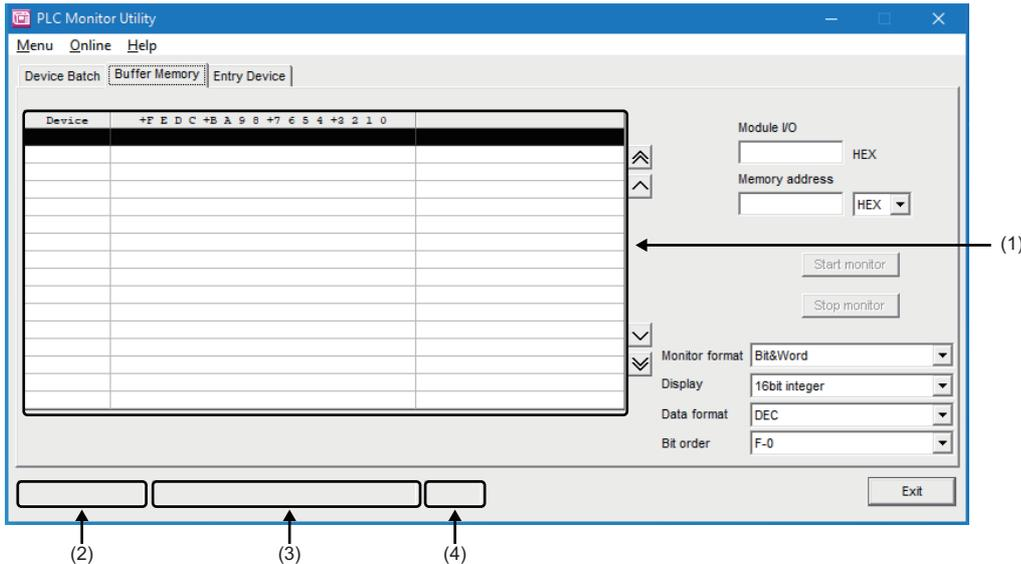 PLC Monitor Utility
Menu Online Help
Device Batch Buffer Memory Entry Device
Device +F E D C +B A 9 8 +7 6 5 4 +3 2 1 0
Module I/O
HEX
Memory address
HEX
(1)
Start monitor
Stop monitor
Monitor format Bit&Word
Display 16bit integer
Data format DEC
Bit order F-0
Exit
(2) (3) (4)